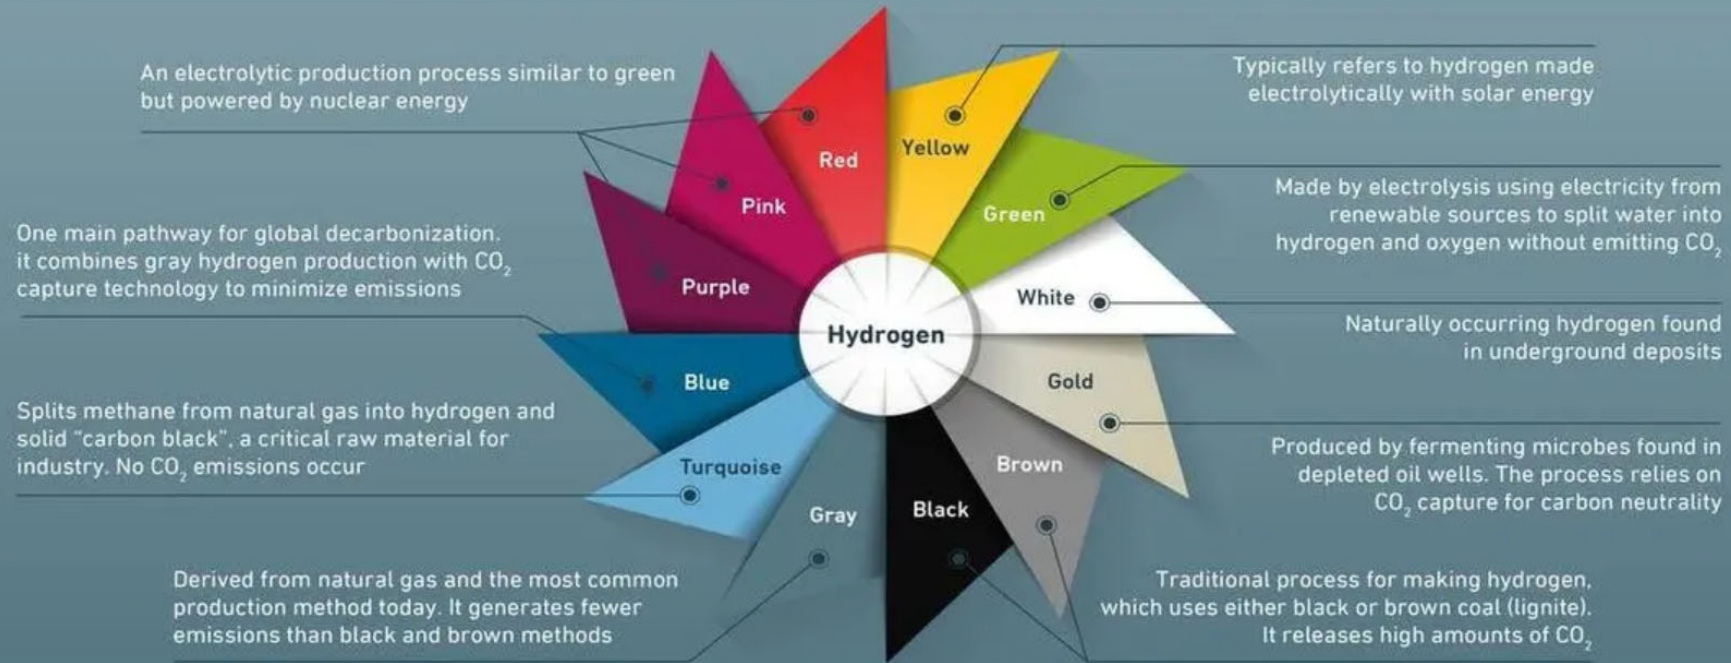 An electrolytic production process similar to green
but powered by nuclear energy
One main pathway for global decarbonization.
it combines gray hydrogen production with CO₂
capture technology to minimize emissions
Splits methane from natural gas into hydrogen and
solid “carbon black”, a critical raw material for
industry. No CO₂ emissions occur
Derived from natural gas and the most common
production method today. It generates fewer
emissions than black and brown methods
Red
Yellow
Pink
Green
Purple
White
Hydrogen
Blue
Gold
Turquoise
Brown
Gray
Black
Typically refers to hydrogen made
electrolytically with solar energy
Made by electrolysis using electricity from
renewable sources to split water into
hydrogen and oxygen without emitting CO₂
Naturally occurring hydrogen found
in underground deposits
Produced by fermenting microbes found in
depleted oil wells. The process relies on
CO₂ capture for carbon neutrality
Traditional process for making hydrogen,
which uses either black or brown coal (lignite).
It releases high amounts of CO₂